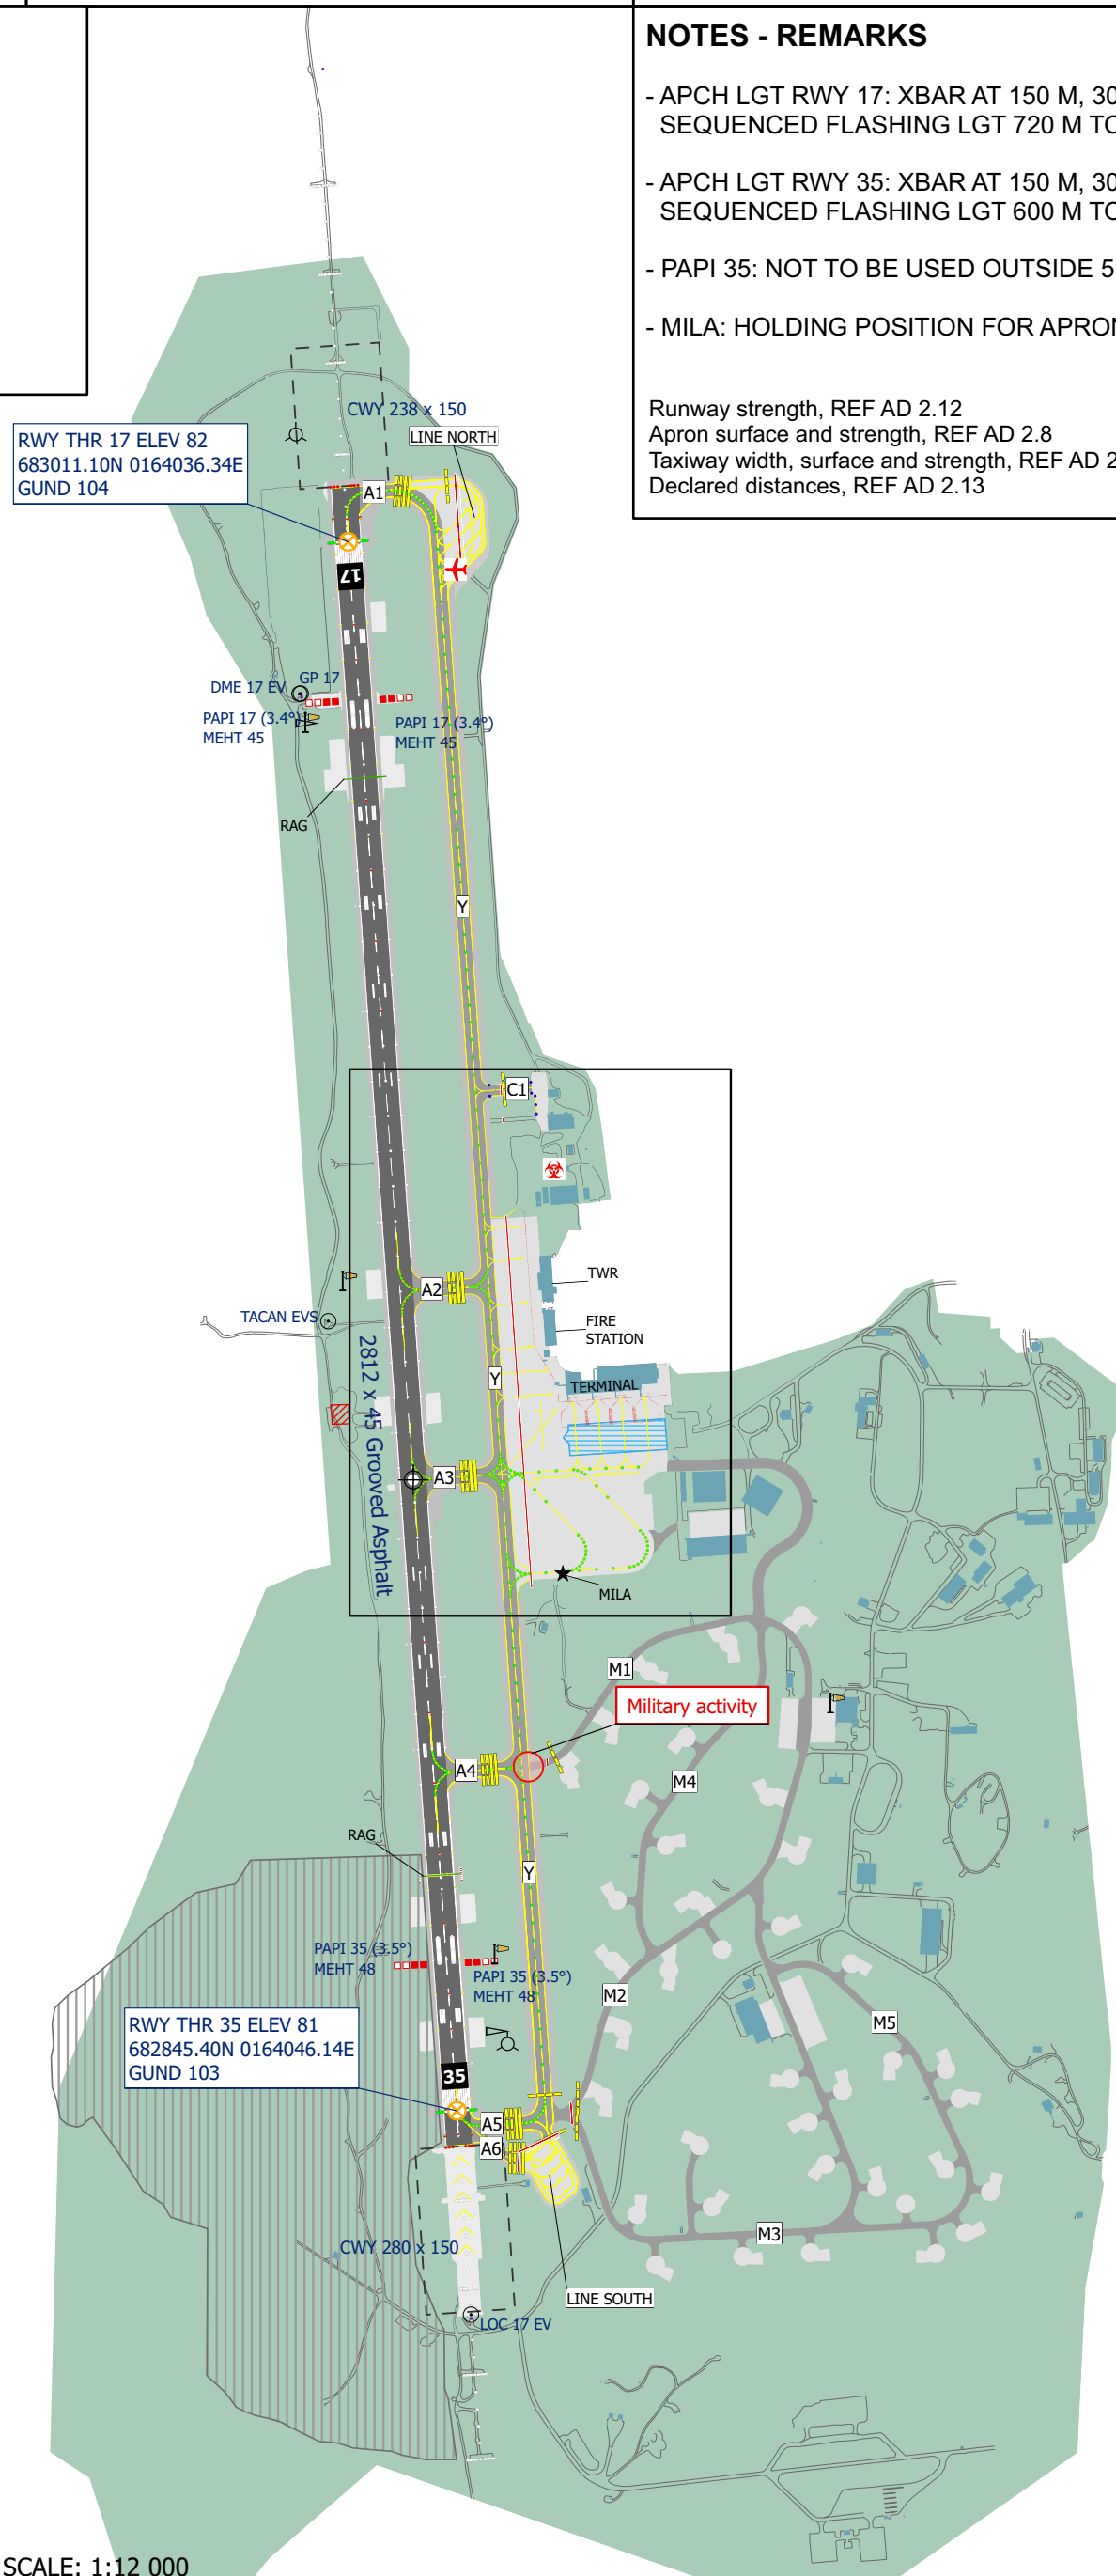 NOTES - REMARKS
- APCH LGT RWY 17: XBAR AT 150 M, 30
SEQUENCED FLASHING LGT 720 M TO
- APCH LGT RWY 35: XBAR AT 150 M, 30
SEQUENCED FLASHING LGT 600 M TO
- PAPI 35: NOT TO BE USED OUTSIDE 5
- MILA: HOLDING POSITION FOR APRON
Runway strength, REF AD 2.12
Apron surface and strength, REF AD 2.8
Taxiway width, surface and strength, REF AD 2
Declared distances, REF AD 2.13
CWY 238 x 150
RWY THR 17 ELEV 82
683011.10N 0164036.34E
GUND 104
LINE NORTH
A1
17
GP 17
DME 17 EV
PAPI 17 (3.4°)
MEHT 45
PAPI 17 (3.4°)
MEHT 45
RAG
Y
C1
TWR
A2
TACAN EVS
FIRE
STATION
2812 x 45 Grooved Asphalt
Y
TERMINAL
A3
MILA
M1
Military activity
A4
M4
RAG
Y
PAPI 35 (3.5°)
MEHT 48
PAPI 35 (3.5°)
MEHT 48
M2
M5
RWY THR 35 ELEV 81
682845.40N 0164046.14E
GUND 103
35
A5
A6
M3
CWY 280 x 150
LINE SOUTH
LOC 17 EV
SCALE: 1:12 000